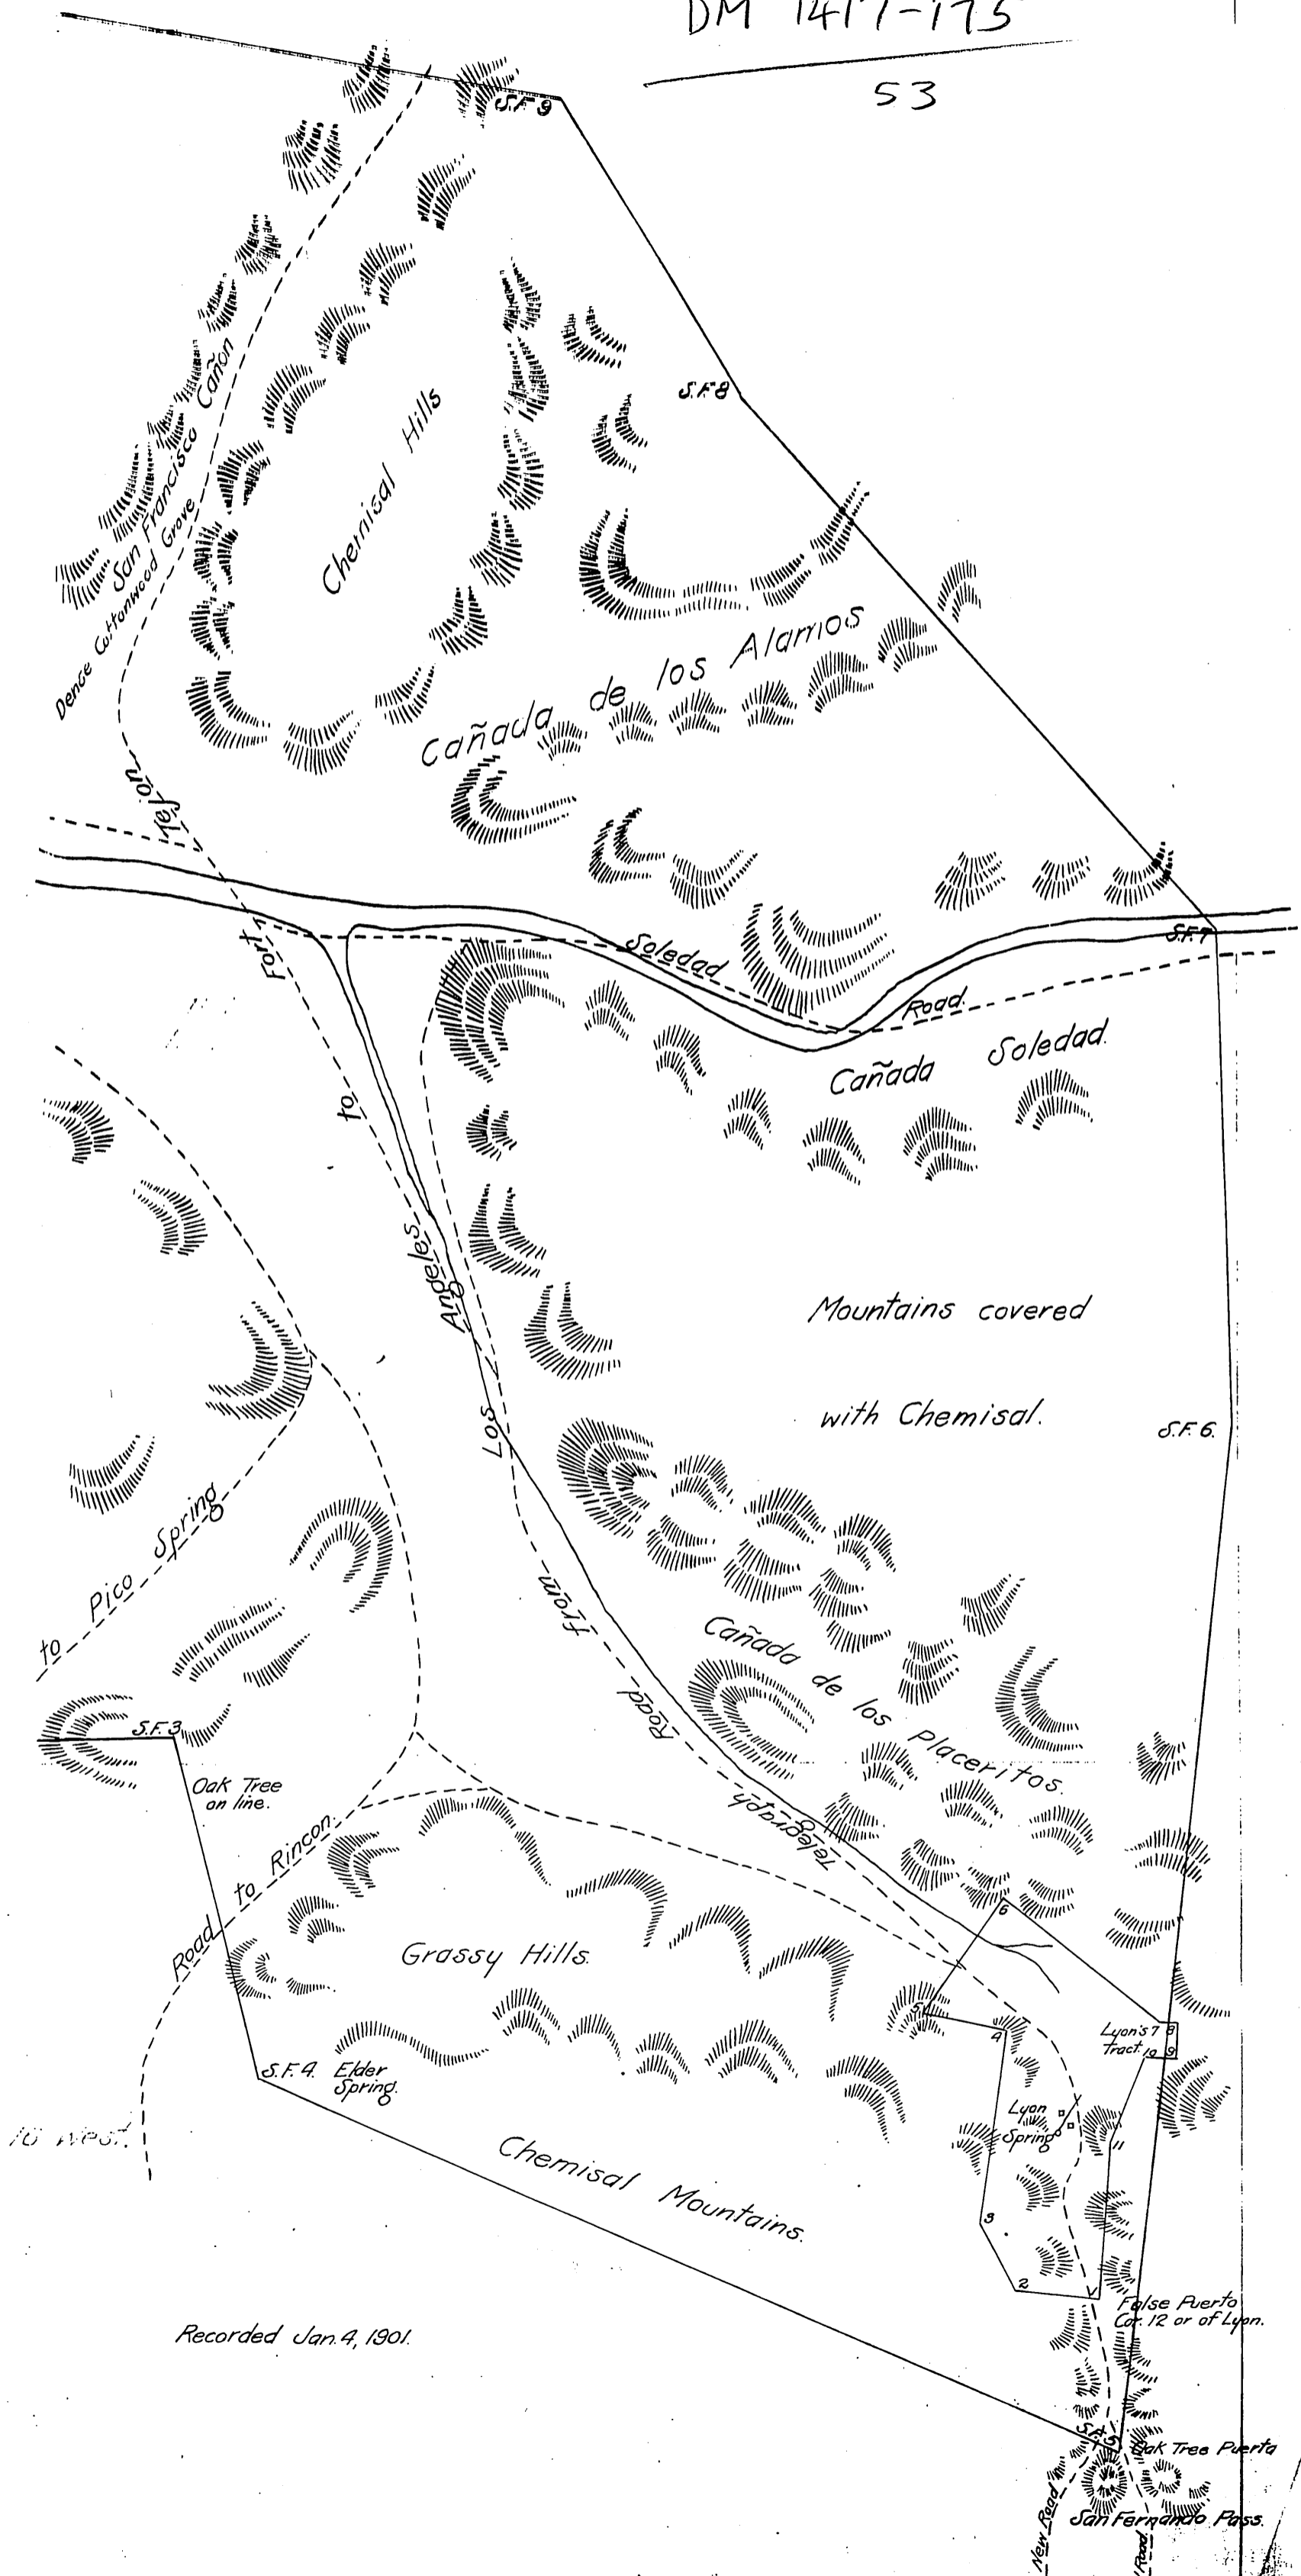 DM 1417-175
53
S.F. 9
S.F. 8
San Francisco Cañon
Dence Cottonwood Grove
Chemisal Hills
Cañada de los Alamos
S.F. 7
Soledad Road.
Cañada Soledad.
Telegraph Road From Los Angeles to Fort Tejon
Mountains covered
with Chemisal.
S.F. 6.
to Pico Spring
Cañada de los Placeritos.
S.F. 3
Oak Tree
on line.
Road to Rincon.
Grassy Hills.
6
5
4
Lyon's
Tract.
7
8
9
10
11
Lyon
Spring
S.F. 4. Elder
Spring.
to West.
Chemisal Mountains.
3
2
1
False Puerto
Cor. 12 or of Lyon.
Recorded Jan. 4, 1901.
Oak Tree Puerta
San Fernando Pass.
New Road
Road